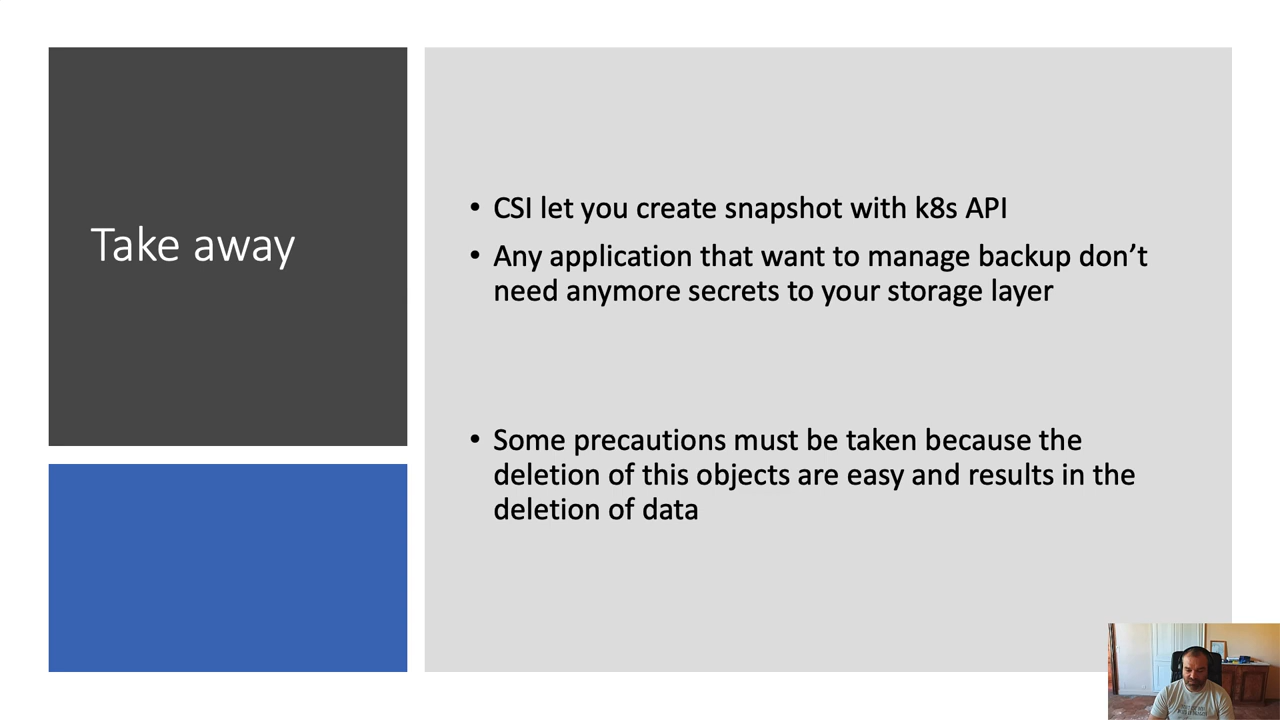 Take away
• CSI let you create snapshot with k8s API
• Any application that want to manage backup don't
need anymore secrets to your storage layer
• Some precautions must be taken because the
deletion of this objects are easy and results in the
deletion of data